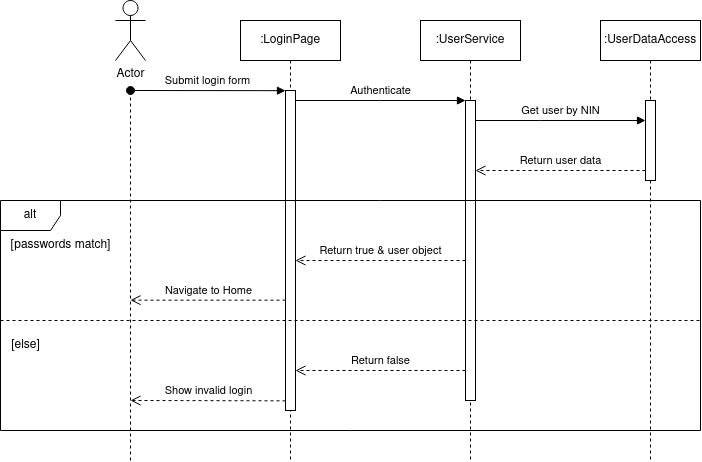 :LoginPage
:UserService
:UserDataAccess
Actor
Submit login form
Authenticate
Get user by NIN
Return user data
alt
[passwords match]
Return true & user object
Navigate to Home
[else]
Return false
Show invalid login